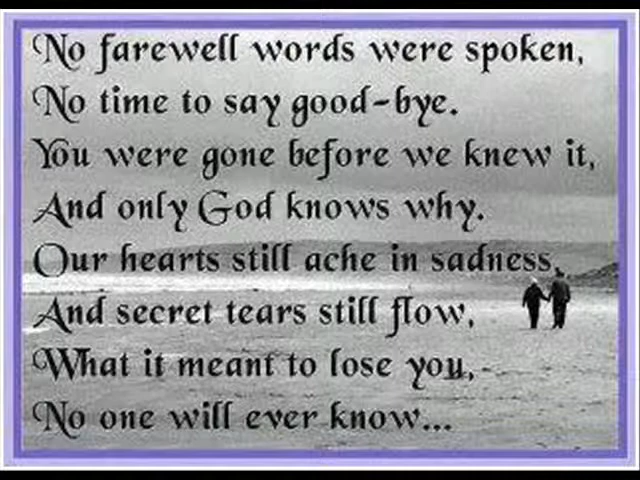 No farewell words were spoken,
No time to say good-bye.
You were gone before we knew it,
And only God knows why.
Our hearts still ache in sadness,
And secret tears still flow,
What it meant to lose you,
No one will ever know...